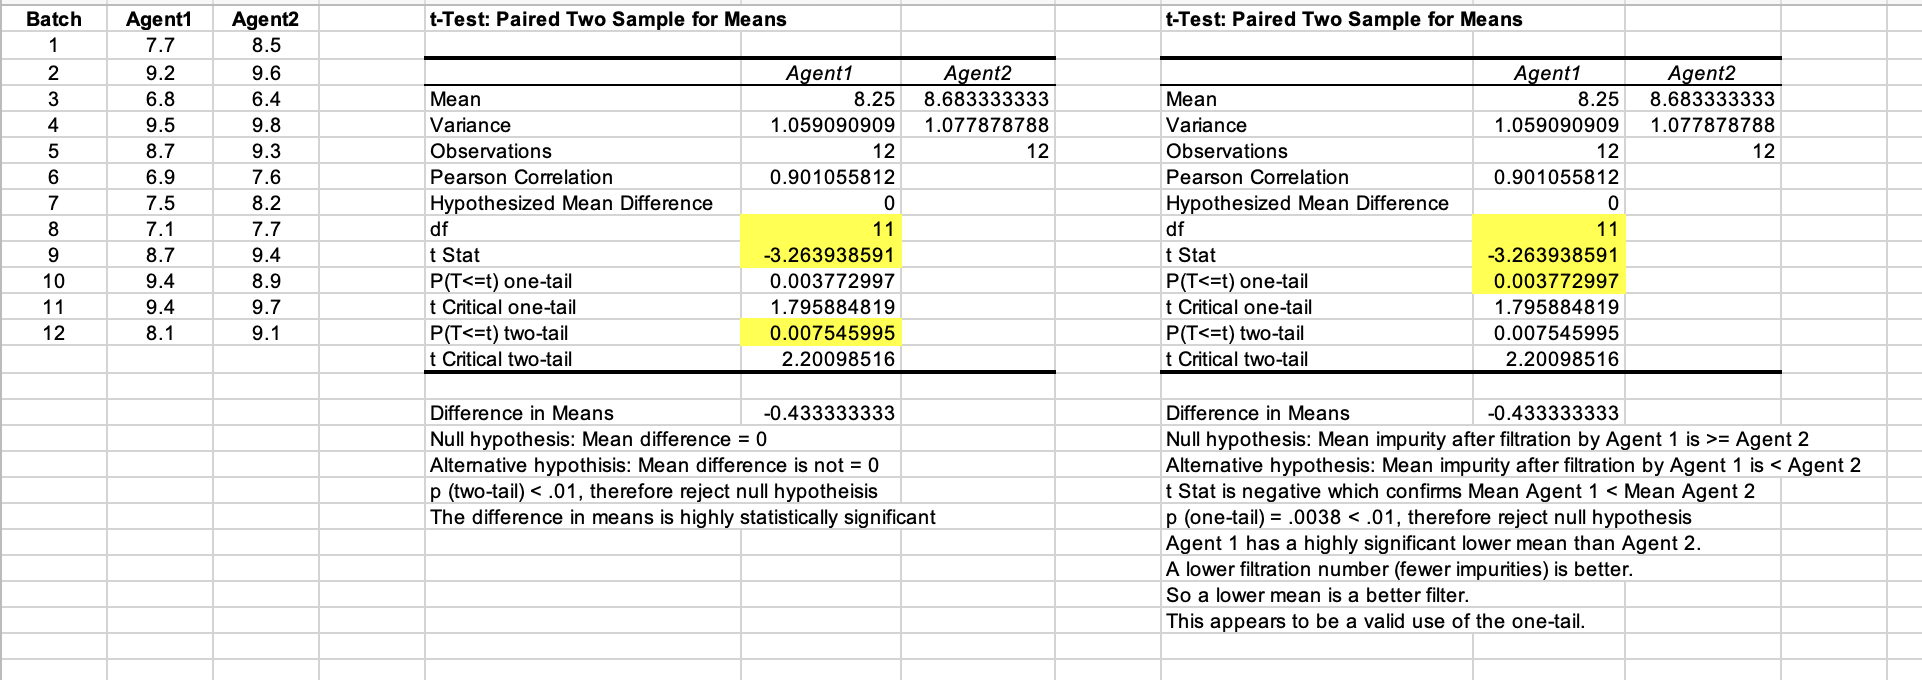 Batch Agent1 Agent2 t-Test: Paired Two Sample for Means t-Test: Paired Two Sample for Means
1 7.7 8.5
2 9.2 9.6 Agent1 Agent2 Agent1 Agent2
3 6.8 6.4 Mean 8.25 8.683333333 Mean 8.25 8.683333333
4 9.5 9.8 Variance 1.059090909 1.077878788 Variance 1.059090909 1.077878788
5 8.7 9.3 Observations 12 12 Observations 12 12
6 6.9 7.6 Pearson Correlation 0.901055812 Pearson Correlation 0.901055812
7 7.5 8.2 Hypothesized Mean Difference 0 Hypothesized Mean Difference 0
8 7.1 7.7 df 11 df 11
9 8.7 9.4 t Stat -3.263938591 t Stat -3.263938591
10 9.4 8.9 P(T<=t) one-tail 0.003772997 P(T<=t) one-tail 0.003772997
11 9.4 9.7 t Critical one-tail 1.795884819 t Critical one-tail 1.795884819
12 8.1 9.1 P(T<=t) two-tail 0.007545995 P(T<=t) two-tail 0.007545995
t Critical two-tail 2.20098516 t Critical two-tail 2.20098516
Difference in Means -0.433333333 Difference in Means -0.433333333
Null hypothesis: Mean difference = 0 Null hypothesis: Mean impurity after filtration by Agent 1 is >= Agent 2
Alternative hypothisis: Mean difference is not = 0 Alternative hypothesis: Mean impurity after filtration by Agent 1 is < Agent 2
p (two-tail) < .01, therefore reject null hypotheisis t Stat is negative which confirms Mean Agent 1 < Mean Agent 2
The difference in means is highly statistically significant p (one-tail) = .0038 < .01, therefore reject null hypothesis
Agent 1 has a highly significant lower mean than Agent 2.
A lower filtration number (fewer impurities) is better.
So a lower mean is a better filter.
This appears to be a valid use of the one-tail.